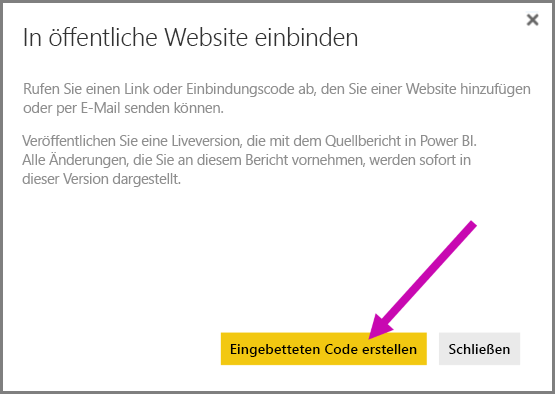 In öffentliche Website einbinden
Rufen Sie einen Link oder Einbindungscode ab, den Sie einer Website hinzufügen
oder per E-Mail senden können.
Veröffentlichen Sie eine Liveversion, die mit dem Quellbericht in Power BI.
Alle Änderungen, die Sie an diesem Bericht vornehmen, werden sofort in
dieser Version dargestellt.
Eingebetteten Code erstellen
Schließen